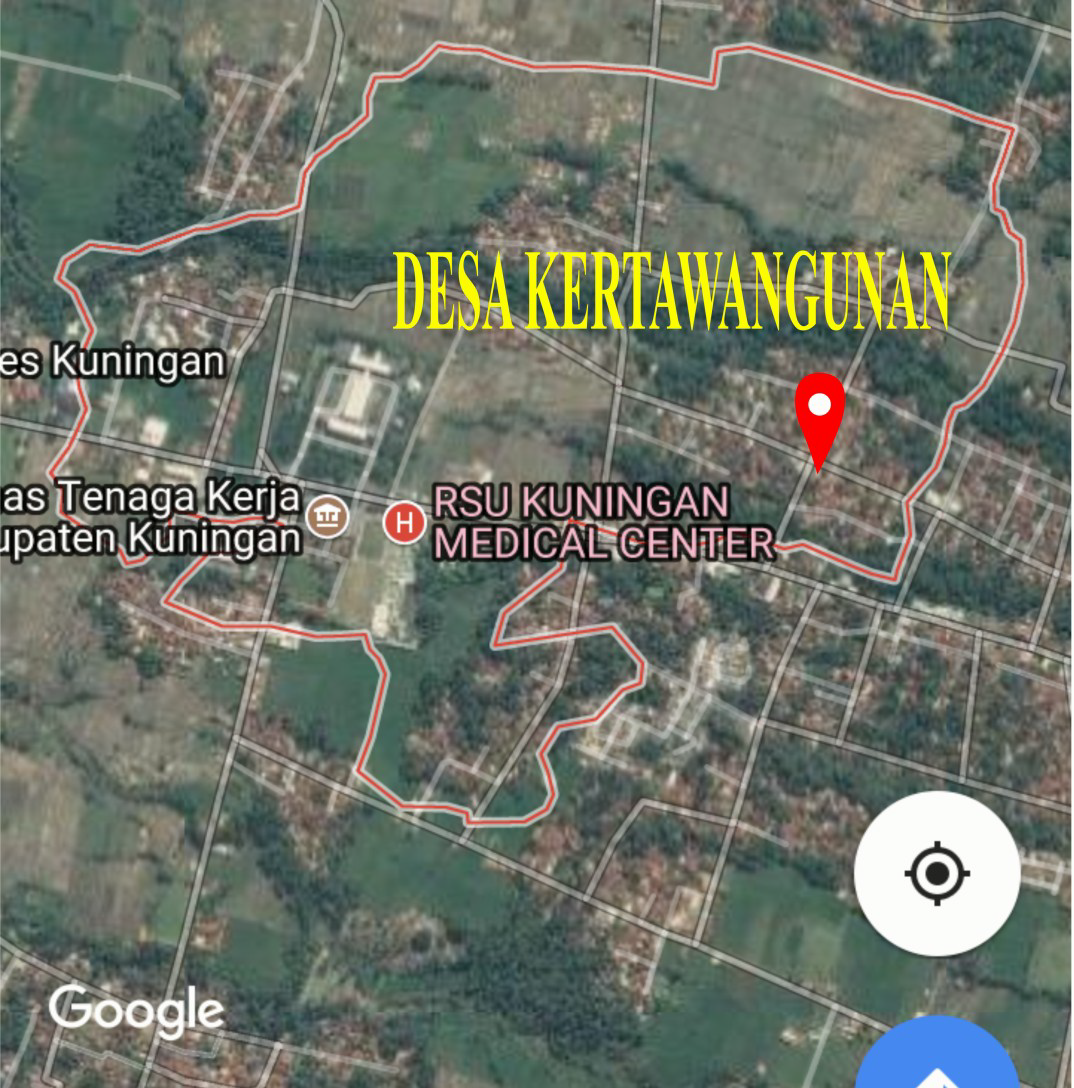 DESA KERTAWANGUNAN
es Kuningan
as Tenaga Kerja
upaten Kuningan
H
RSU KUNINGAN
MEDICAL CENTER
Google